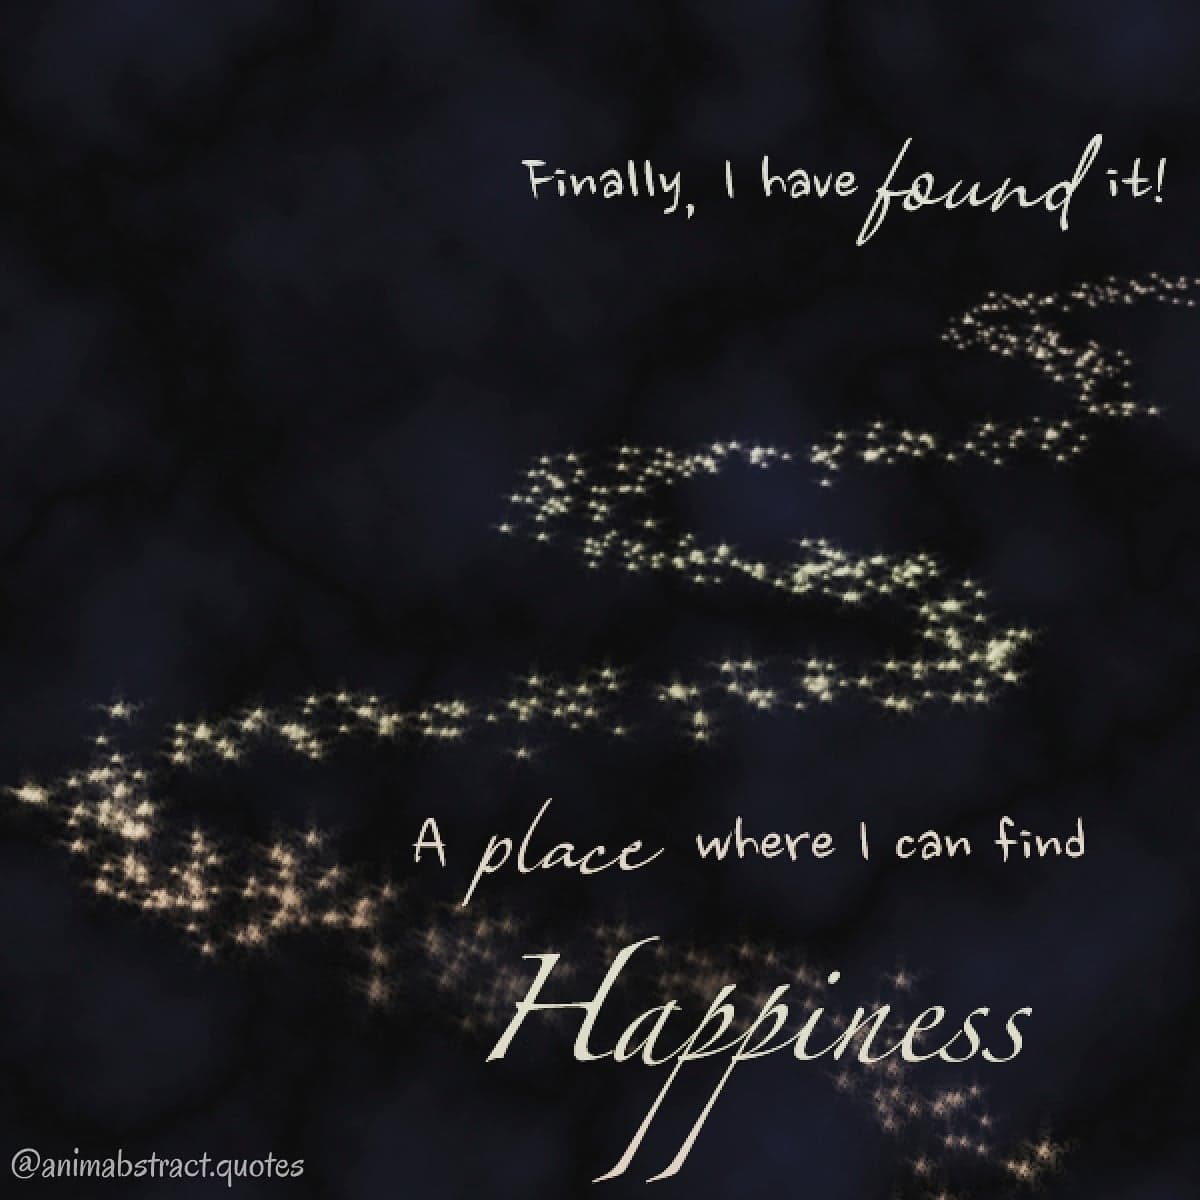 Finally, I have found it!
A place where I can find
Happiness
@animabstract.quotes